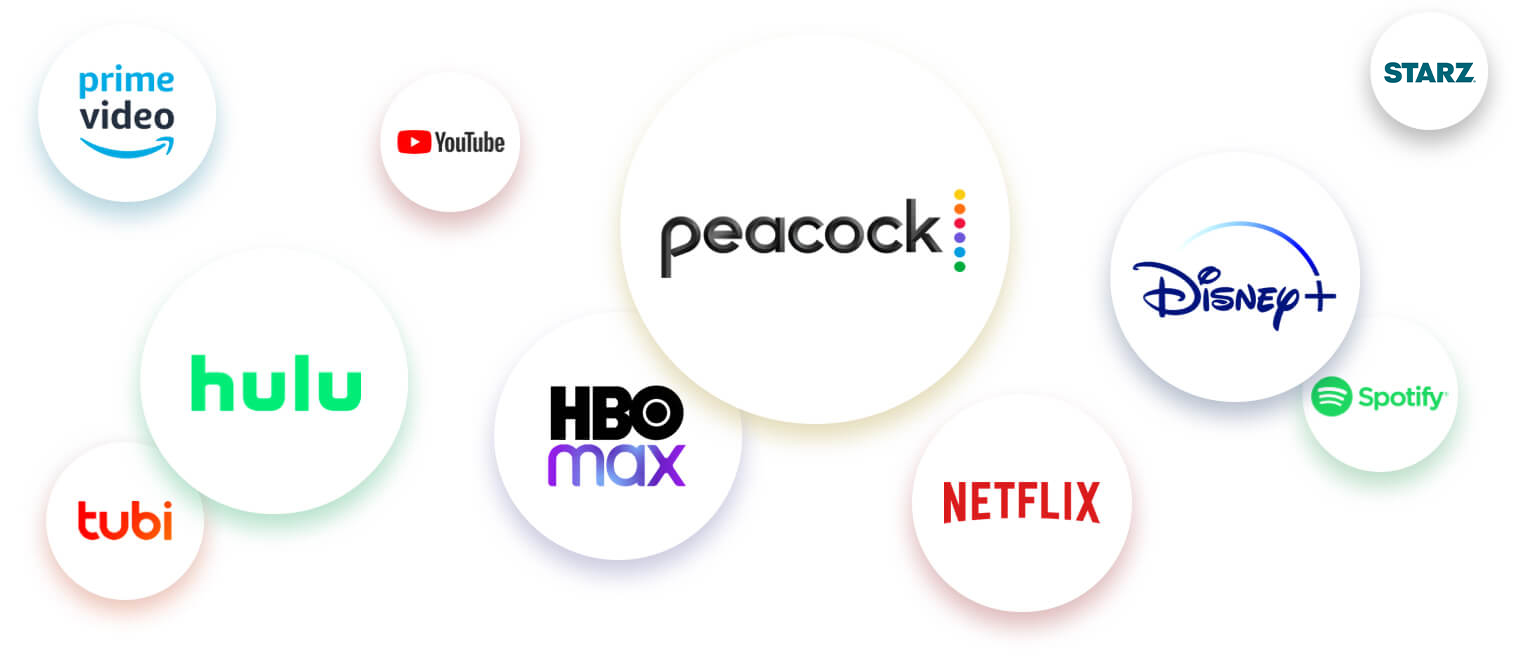 prime
video
YouTube
STARZ
peacock
Disney+
hulu
HBO
max
Spotify
NETFLIX
tubi